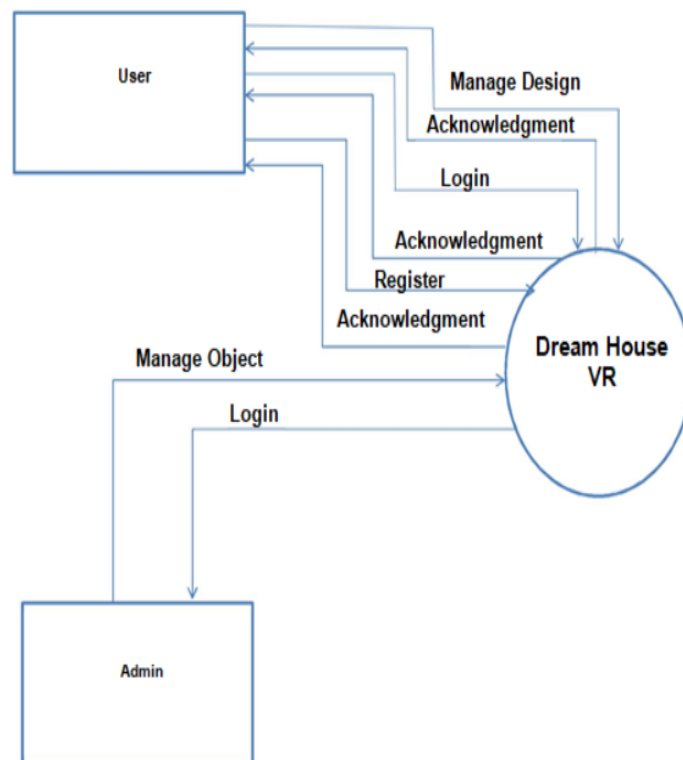 User
Manage Design
Acknowledgment
Login
Acknowledgment
Register
Acknowledgment
Dream House
VR
Manage Object
Login
Admin